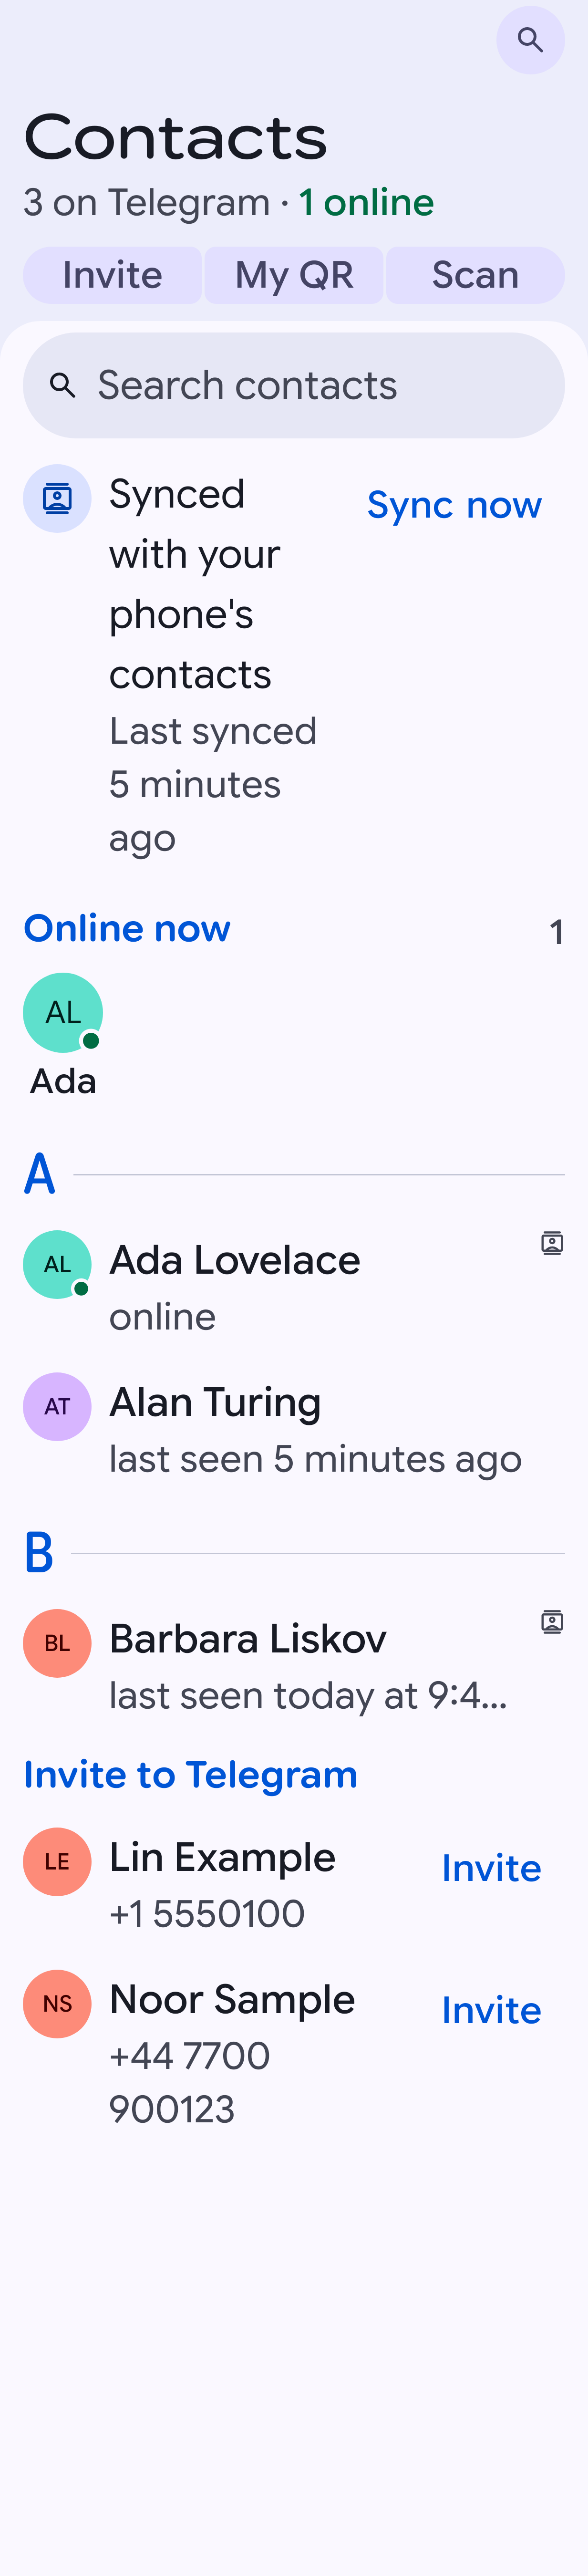 Contacts
3 on Telegram · 1 online
Invite
My QR
Scan
Search contacts
Synced
with your
phone's
contacts
Sync now
Last synced
5 minutes
ago
Online now
1
AL
Ada
A
AL
Ada Lovelace
online
AT
Alan Turing
last seen 5 minutes ago
B
BL
Barbara Liskov
last seen today at 9:4...
Invite to Telegram
LE
Lin Example
Invite
+1 5550100
NS
Noor Sample
Invite
+44 7700
900123